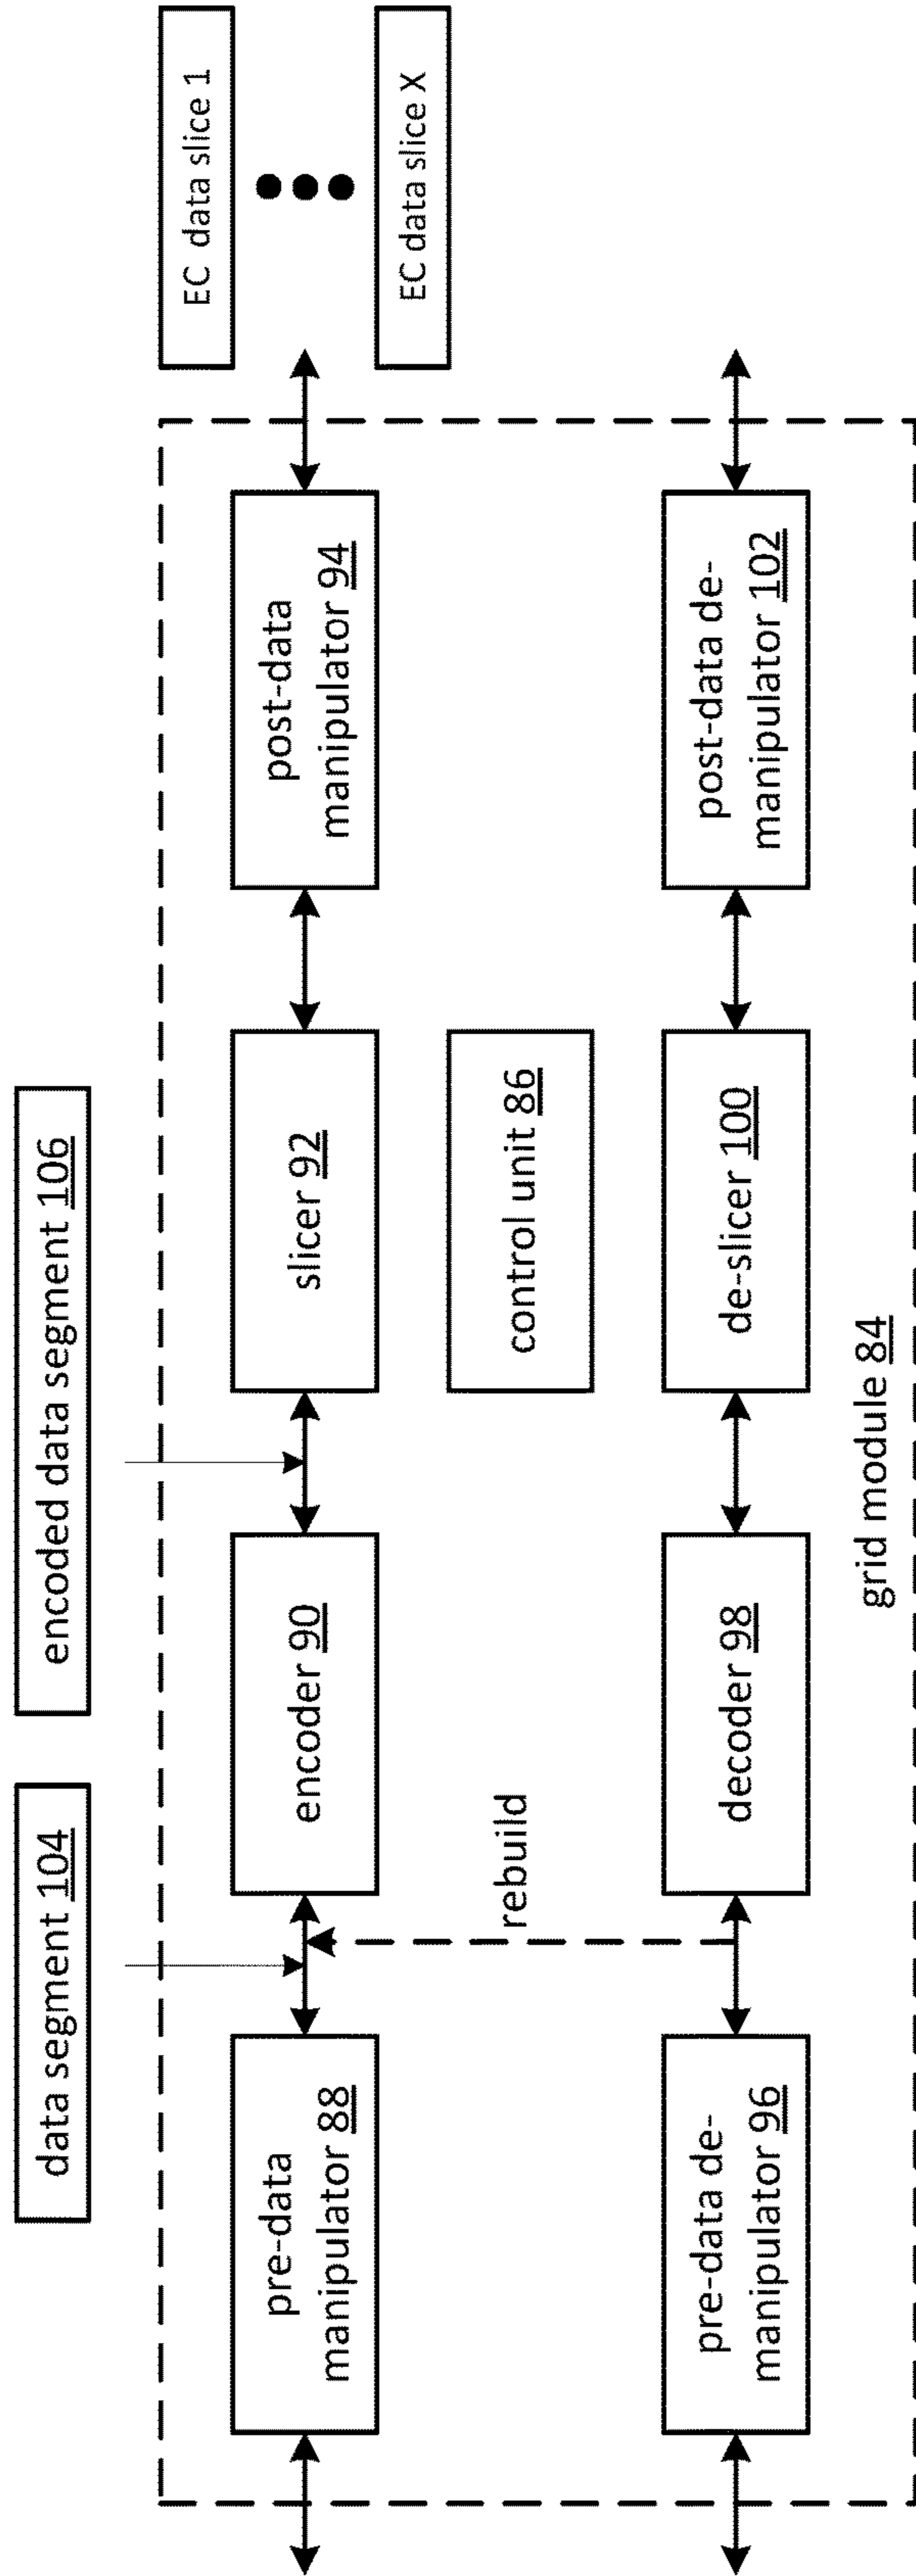 data segment 104
encoded data segment 106
pre-data
manipulator 88
encoder 90
slicer 92
post-data
manipulator 94
EC data slice 1
EC data slice X
rebuild
control unit 86
pre-data de-
manipulator 96
decoder 98
de-slicer 100
post-data de-
manipulator 102
grid module 84